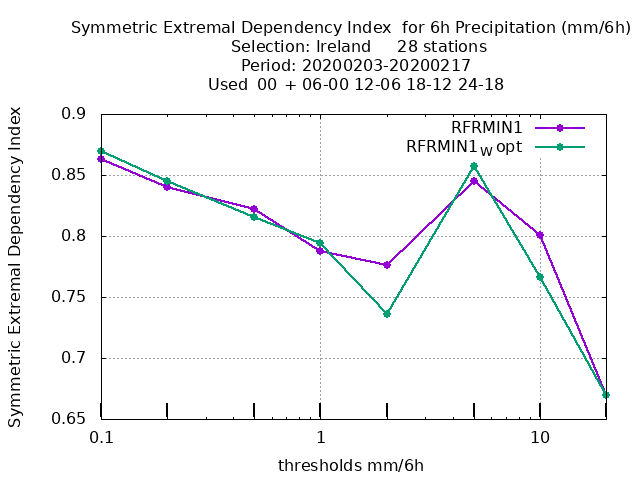 Symmetric Extremal Dependency Index for 6h Precipitation (mm/6h)
Selection: Ireland 28 stations
Period: 20200203-20200217
Used 00 + 06-00 12-06 18-12 24-18
Symmetric Extremal Dependency Index
0.9
0.85
0.8
0.75
0.7
0.65
RFRMIN1
RFRMIN1W opt
0.1 1 10
thresholds mm/6h